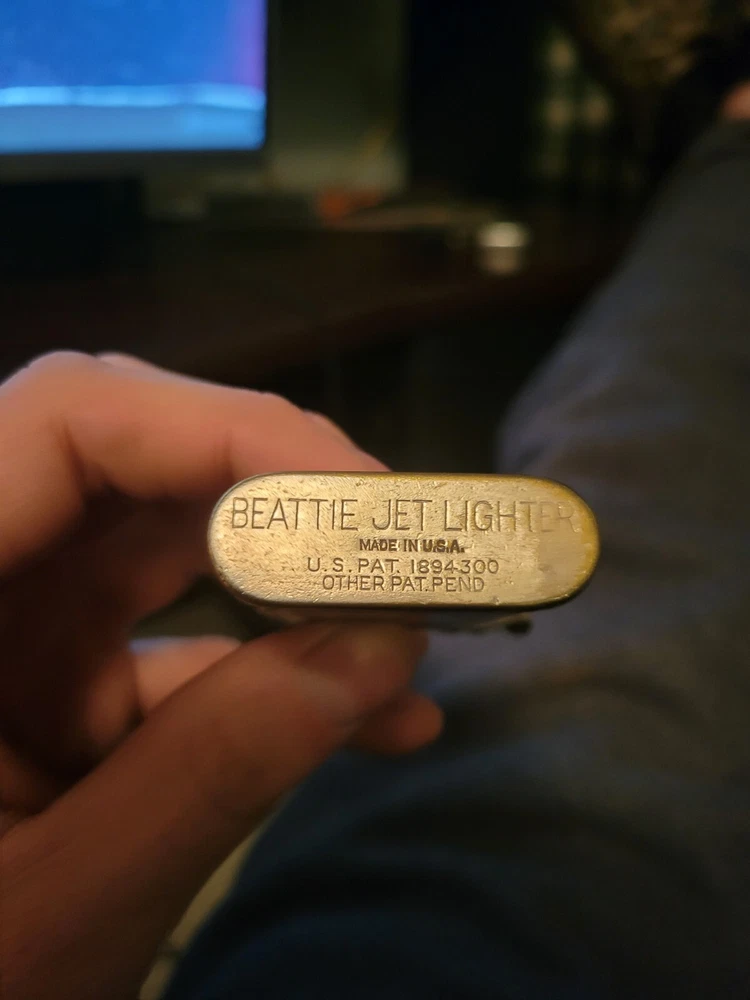 BEATTIE JET LIGHTER
MADE IN U.S.A.
U.S. PAT. 1894300
OTHER PAT. PEND